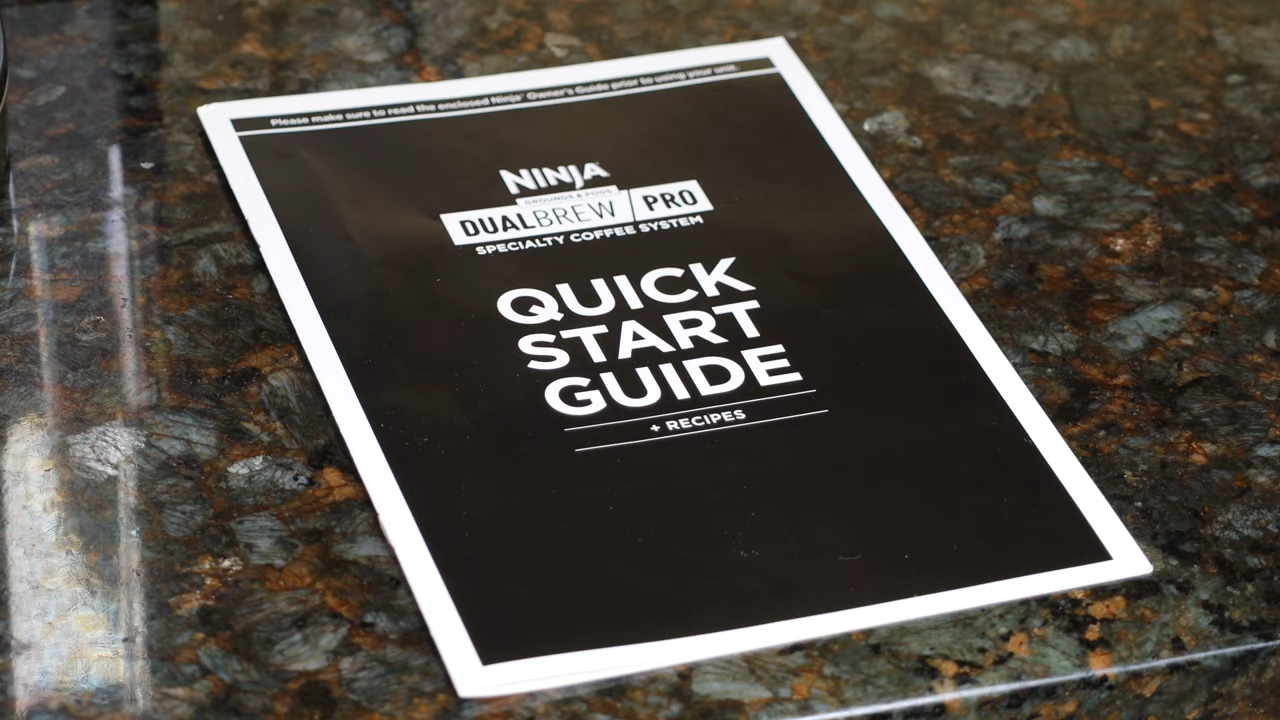 Please make sure to read the enclosed Ninja® Owner's Guide prior to using your unit.
NINJA
GROUNDS & PODS
DUALBREW PRO
SPECIALTY COFFEE SYSTEM
QUICK
START
GUIDE
+ RECIPES